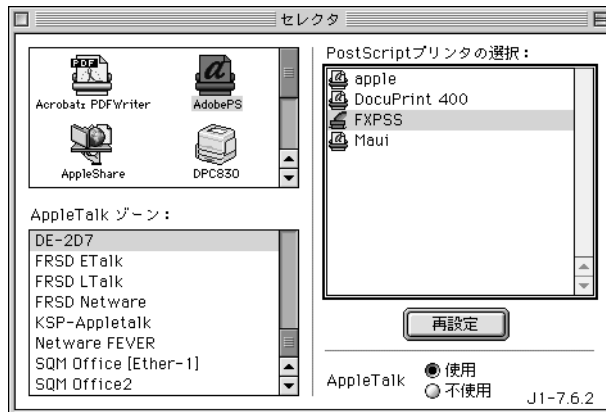 セレクタ
Acrobat™ PDFWriter
AdobePS
AppleShare
DPC830
AppleTalk ゾーン：
DE-2D7
FRSD ETalk
FRSD LTalk
FRSD Netware
KSP-Appletalk
Netware FEVER
SQM Office [Ether-1]
SQM Office2
PostScriptプリンタの選択：
apple
DocuPrint 400
FXPSS
Maui
再設定
AppleTalk
使用
不使用
J1-7.6.2